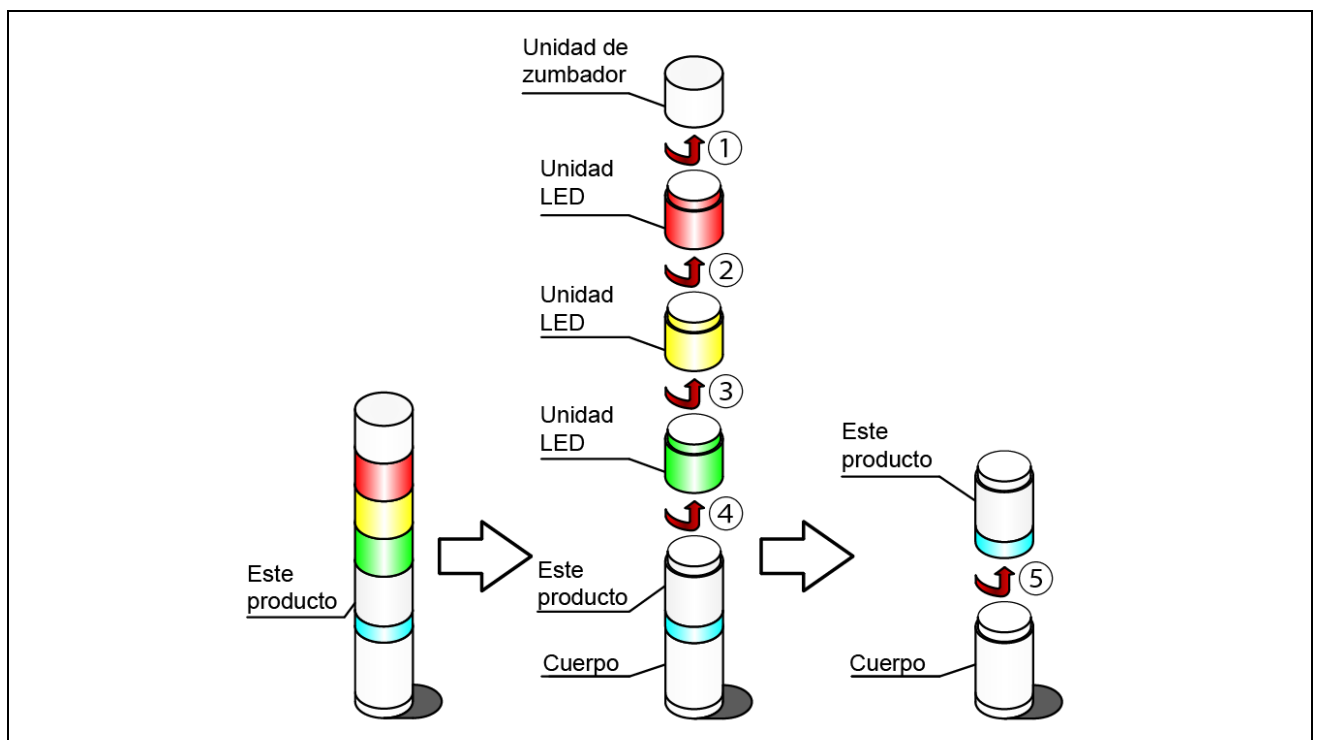 Unidad de
zumbador
①
Unidad
LED
②
Unidad
LED
③
Unidad
LED
④
Este
producto
Este
producto
Cuerpo
Este
producto
⑤
Cuerpo